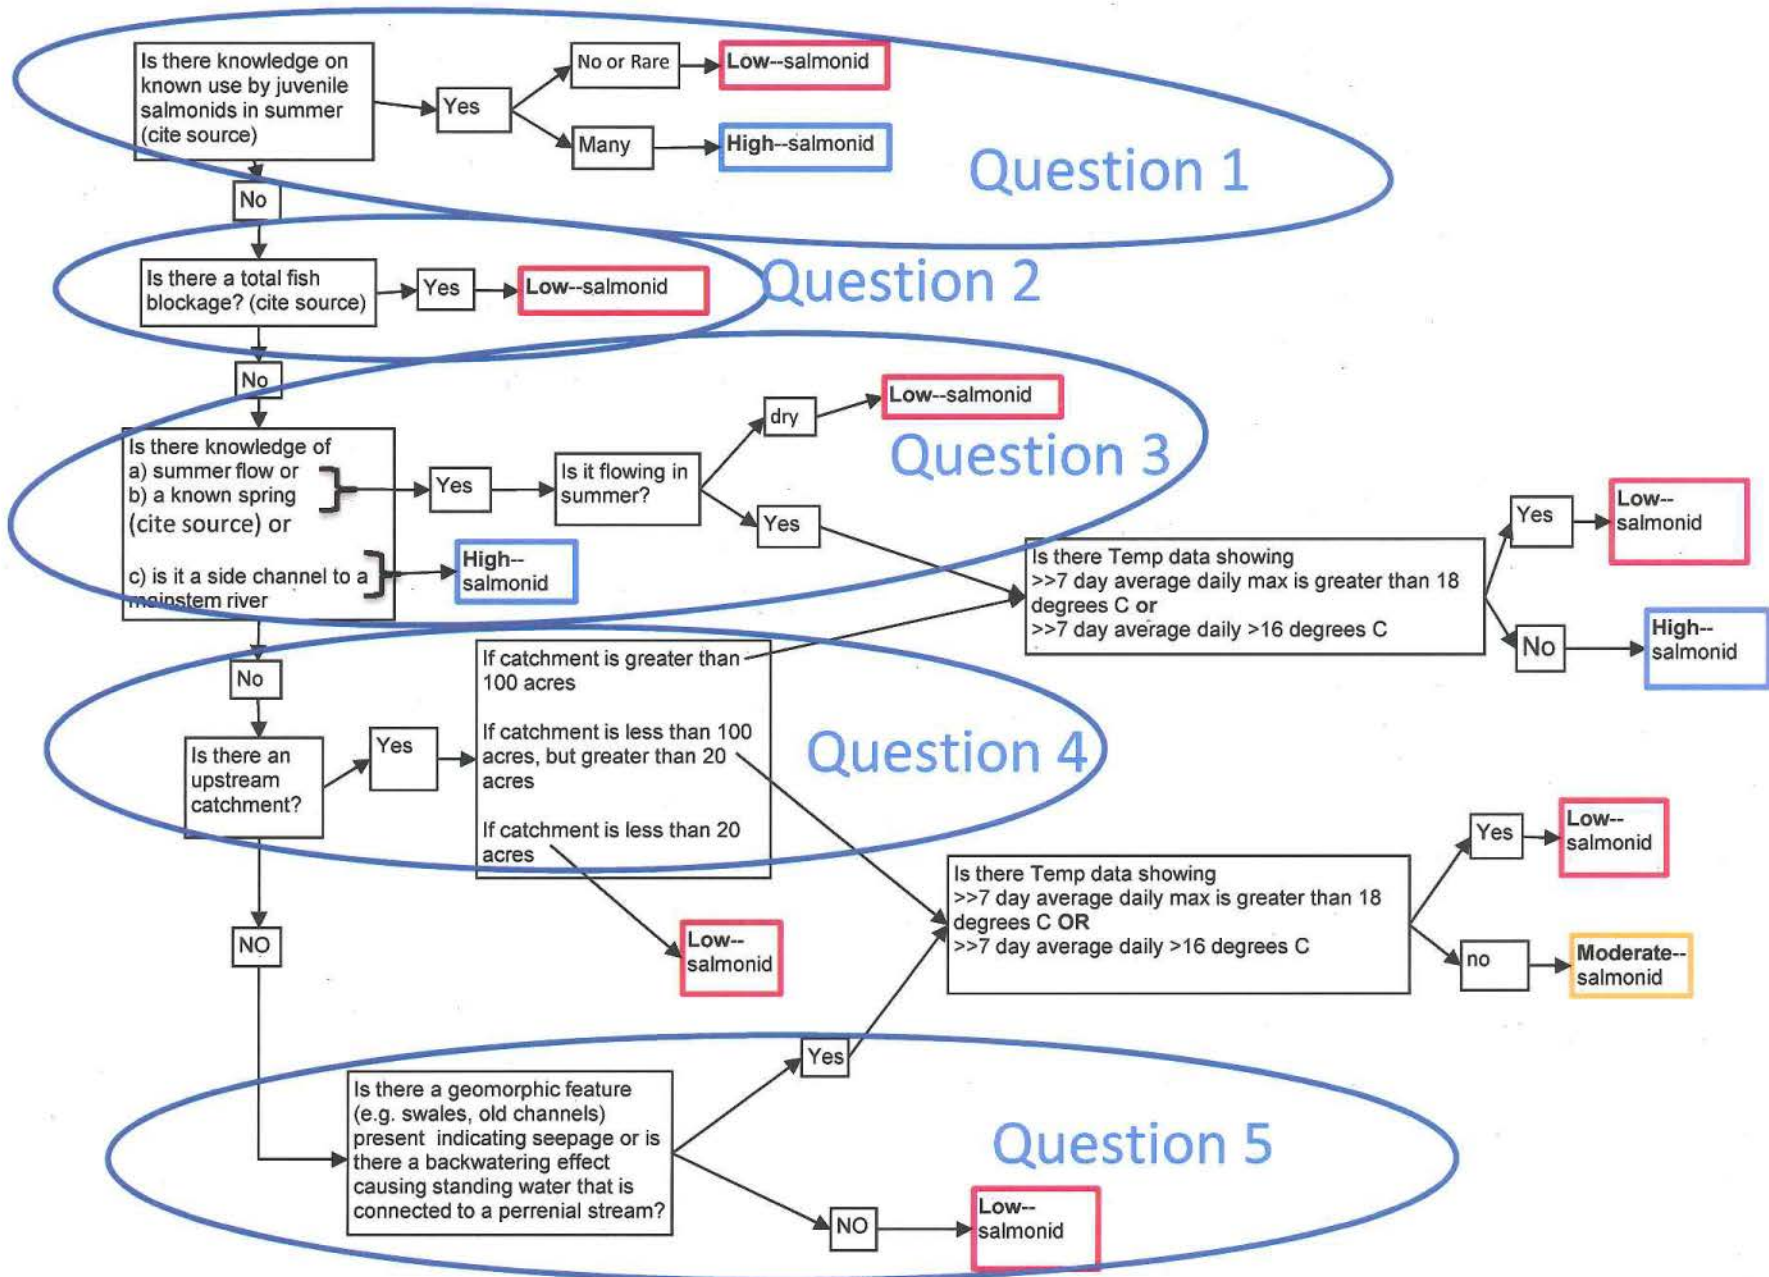 Is there knowledge on
known use by juvenile
salmonids in summer
(cite source)
Yes
No or Rare
Low--salmonid
Many
High--salmonid
Question 1
No
Is there a total fish
blockage? (cite source)
Yes
Low--salmonid
Question 2
No
Is there knowledge of
a) summer flow or
b) a known spring
(cite source) or
c) is it a side channel to a
mainstem river
Yes
Is it flowing in
summer?
dry
Low--salmonid
Yes
High--
salmonid
Question 3
Is there Temp data showing
>>7 day average daily max is greater than 18
degrees C or
>>7 day average daily >16 degrees C
Yes
Low--
salmonid
No
High--
salmonid
No
Is there an
upstream
catchment?
Yes
If catchment is greater than
100 acres
If catchment is less than 100
acres, but greater than 20
acres
If catchment is less than 20
acres
Question 4
Low--
salmonid
Is there Temp data showing
>>7 day average daily max is greater than 18
degrees C OR
>>7 day average daily >16 degrees C
Yes
Low--
salmonid
no
Moderate--
salmonid
NO
Is there a geomorphic feature
(e.g. swales, old channels)
present indicating seepage or is
there a backwatering effect
causing standing water that is
connected to a perrenial stream?
Yes
NO
Low--
salmonid
Question 5